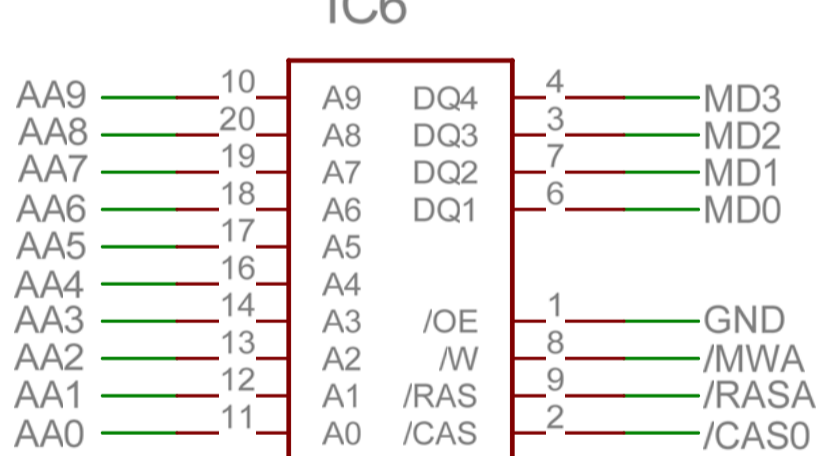 IC6
AA9 10 A9 DQ4 4 MD3
AA8 20 A8 DQ3 3 MD2
AA7 19 A7 DQ2 7 MD1
AA6 18 A6 DQ1 6 MD0
AA5 17 A5
AA4 16 A4
AA3 14 A3 /OE 1 GND
AA2 13 A2 /W 8 /MWA
AA1 12 A1 /RAS 9 /RASA
AA0 11 A0 /CAS 2 /CAS0